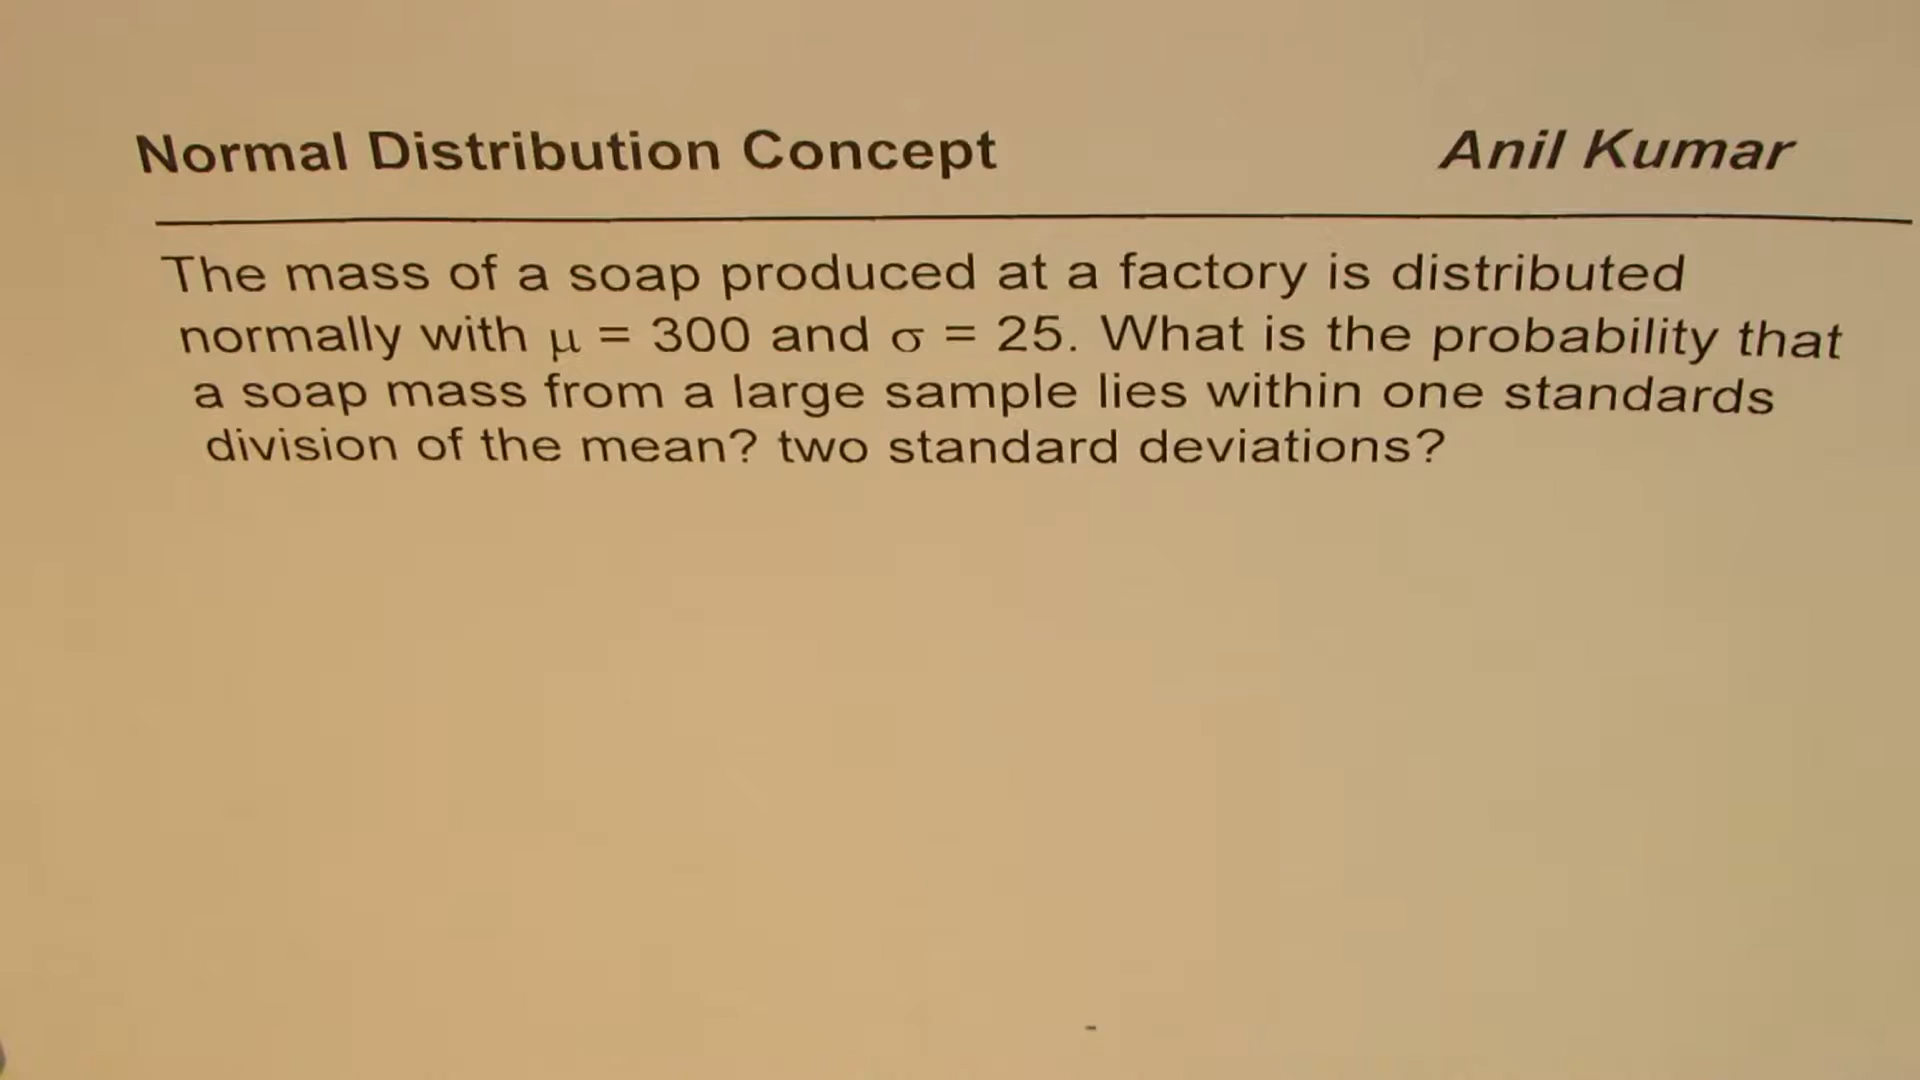 Normal Distribution Concept Anil Kumar
The mass of a soap produced at a factory is distributed
normally with μ = 300 and σ = 25. What is the probability that
a soap mass from a large sample lies within one standards
division of the mean? two standard deviations?